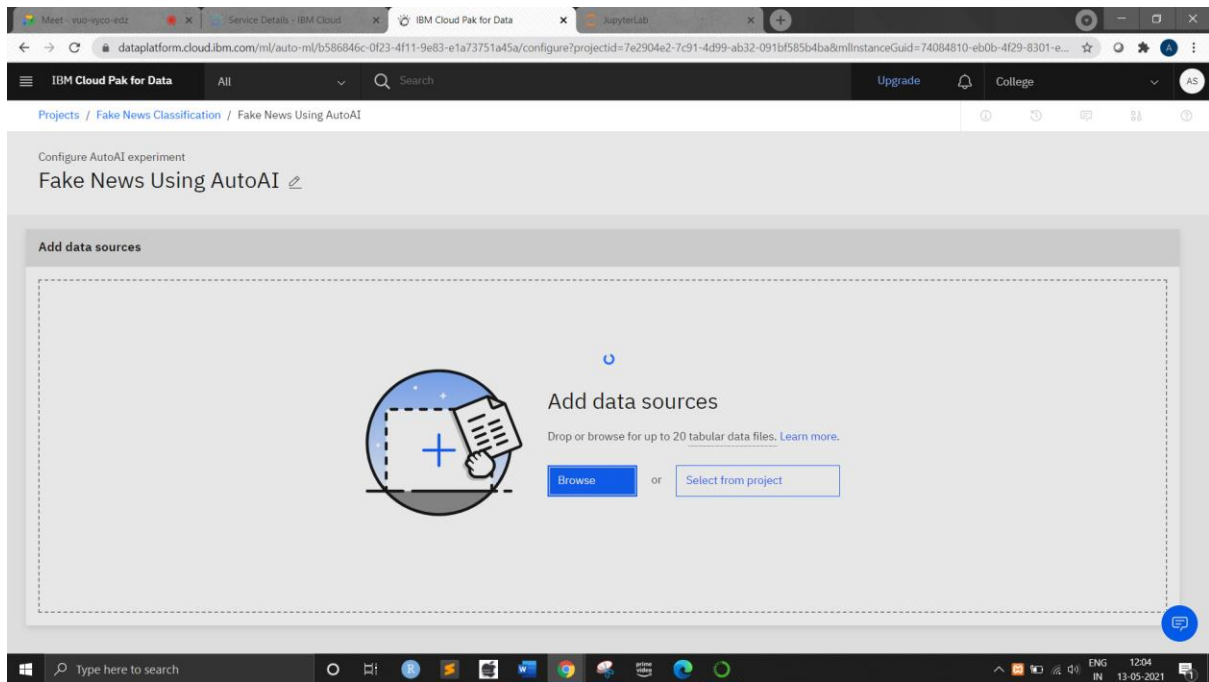 Meet - vuo-vyco-edz
Service Details - IBM Cloud
IBM Cloud Pak for Data
JupyterLab
dataplatform.cloud.ibm.com/ml/auto-ml/b586846c-0f23-4f11-9e83-e1a73751a45a/configure?projectid=7e2904e2-7c91-4d99-ab32-091bf585b4ba&mlInstanceGuid=74084810-eb0b-4f29-8301-e...
A
IBM Cloud Pak for Data
All
Search
Upgrade
College
AS
Projects / Fake News Classification / Fake News Using AutoAI
Configure AutoAI experiment
Fake News Using AutoAI
Add data sources
Add data sources
Drop or browse for up to 20 tabular data files. Learn more.
Browse or Select from project
Type here to search
R
prime video
ENG
IN
12:04
13-05-2021